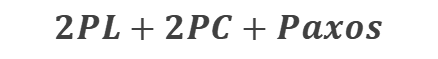 2PL + 2PC + Paxos